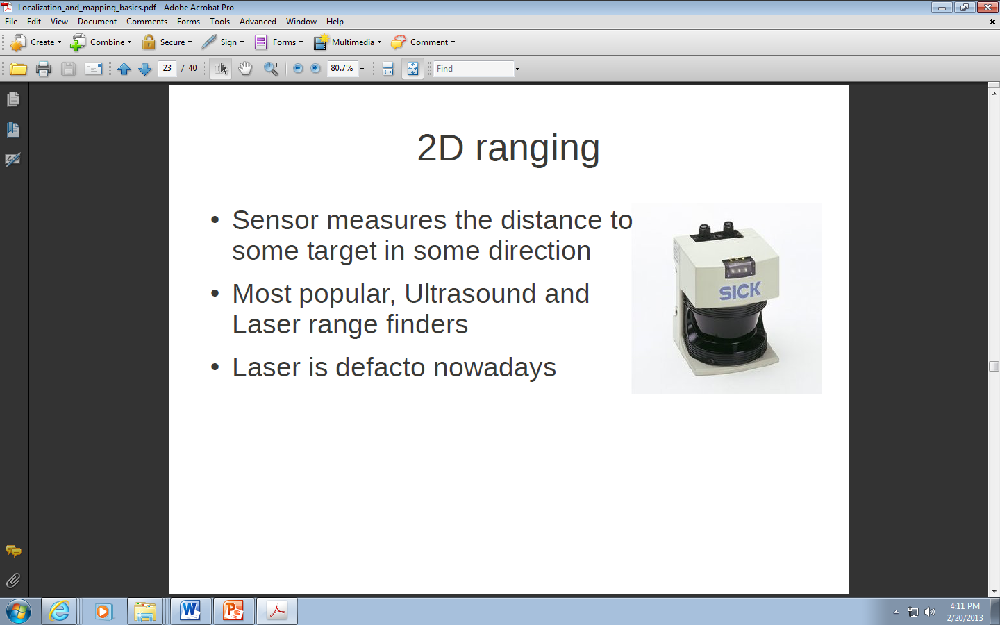 Localization_and_mapping_basics.pdf - Adobe Acrobat Pro
File Edit View Document Comments Forms Tools Advanced Window Help
Create Combine Secure Sign Forms Multimedia Comment
23 / 40 80.7% Find
2D ranging
• Sensor measures the distance to
some target in some direction
• Most popular, Ultrasound and
Laser range finders
• Laser is defacto nowadays
SICK
4:11 PM
2/20/2013